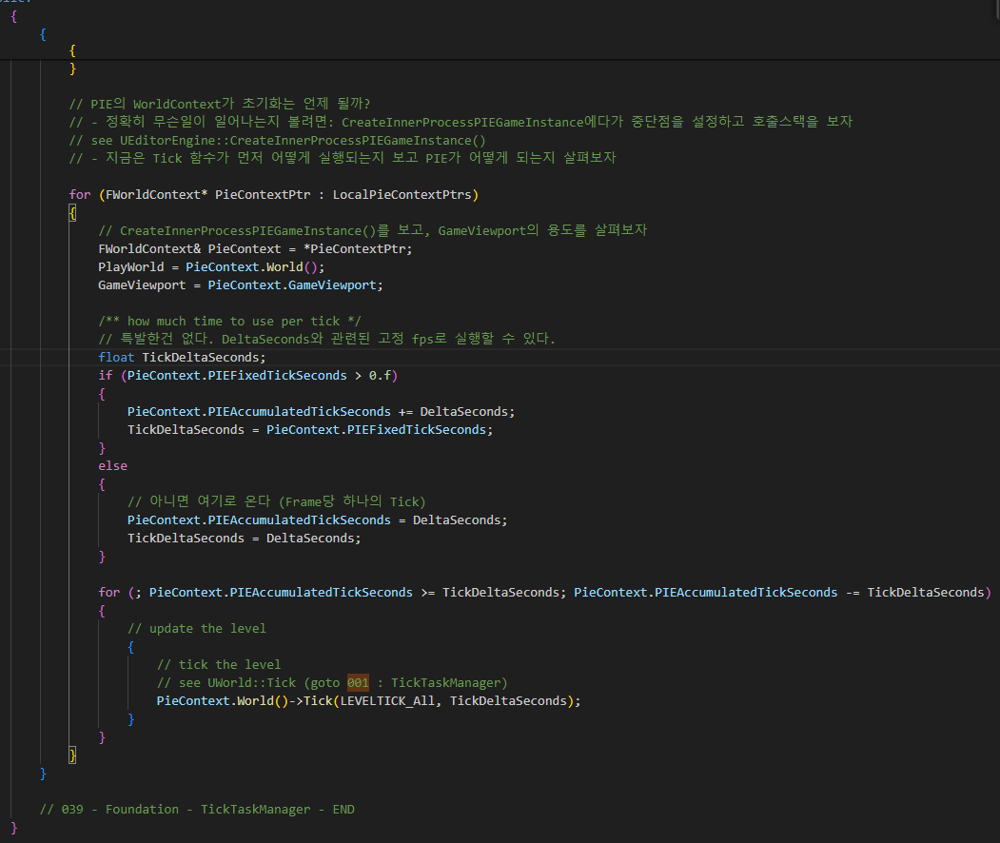 {
{
{
}
// PIE의 WorldContext가 초기화는 언제 될까?
// - 정확히 무슨일이 일어나는지 볼려면: CreateInnerProcessPIEGameInstance에다가 중단점을 설정하고 호출스택을 보자
// see UEditorEngine::CreateInnerProcessPIEGameInstance()
// - 지금은 Tick 함수가 먼저 어떻게 실행되는지 보고 PIE가 어떻게 되는지 살펴보자
for (FWorldContext* PieContextPtr : LocalPieContextPtrs)
{
// CreateInnerProcessPIEGameInstance()를 보고, GameViewport의 용도를 살펴보자
FWorldContext& PieContext = *PieContextPtr;
PlayWorld = PieContext.World();
GameViewport = PieContext.GameViewport;
/** how much time to use per tick */
// 특발한건 없다. DeltaSeconds와 관련된 고정 fps로 실행할 수 있다.
float TickDeltaSeconds;
if (PieContext.PIEFixedTickSeconds > 0.f)
{
PieContext.PIEAccumulatedTickSeconds += DeltaSeconds;
TickDeltaSeconds = PieContext.PIEFixedTickSeconds;
}
else
{
// 아니면 여기로 온다 (Frame당 하나의 Tick)
PieContext.PIEAccumulatedTickSeconds = DeltaSeconds;
TickDeltaSeconds = DeltaSeconds;
}
for (; PieContext.PIEAccumulatedTickSeconds >= TickDeltaSeconds; PieContext.PIEAccumulatedTickSeconds -= TickDeltaSeconds)
{
// update the level
{
// tick the level
// see UWorld::Tick (goto 001 : TickTaskManager)
PieContext.World()->Tick(LEVELTICK_All, TickDeltaSeconds);
}
}
}
}
// 039 - Foundation - TickTaskManager - END
}